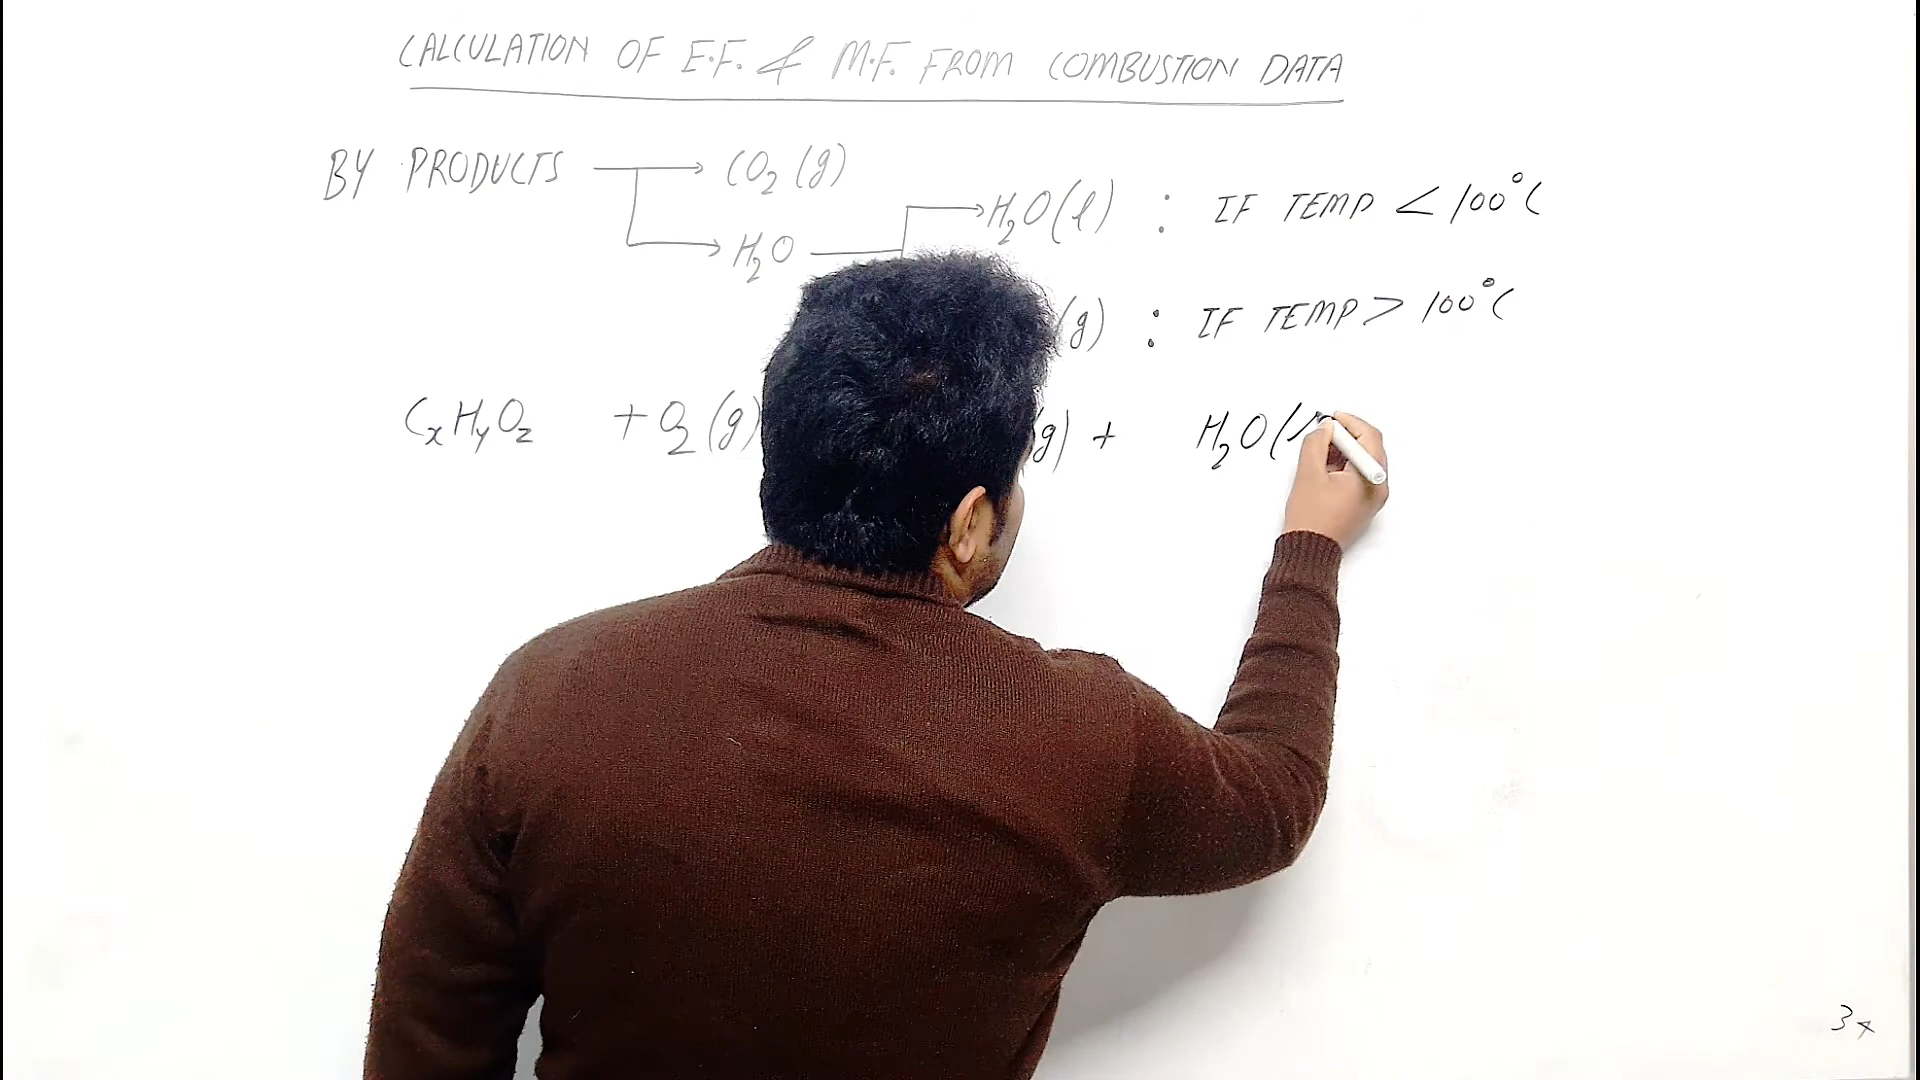 CALCULATION OF E.F. & M.F. FROM COMBUSTION DATA
BY PRODUCTS → CO₂ (g)
→ H₂O → H₂O(l) : IF TEMP < 100°C
(g) : IF TEMP > 100°C
CxHyOz + O₂ (g) (g) + H₂O(
3x